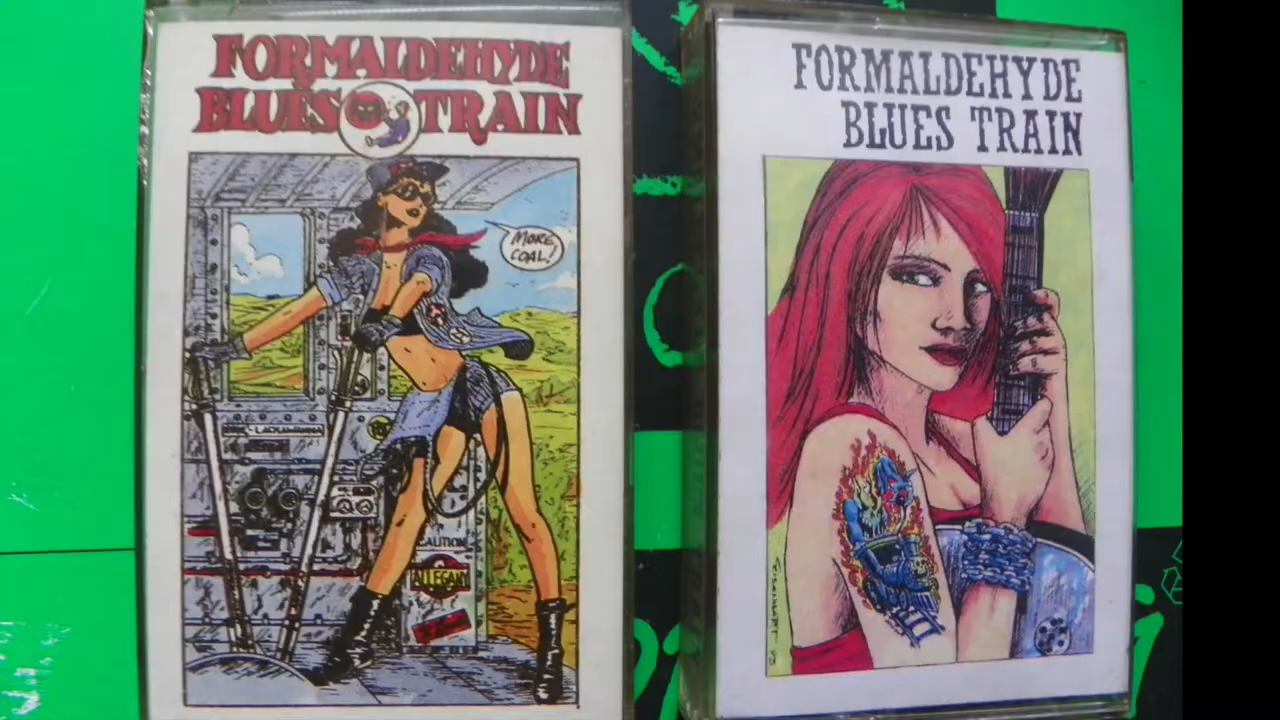 FORMALDEHYDE
BLUES TRAIN
MORE
COAL!
LACKAWANNA
CAUTION
ALLEGANY
FORMALDEHYDE
BLUES TRAIN